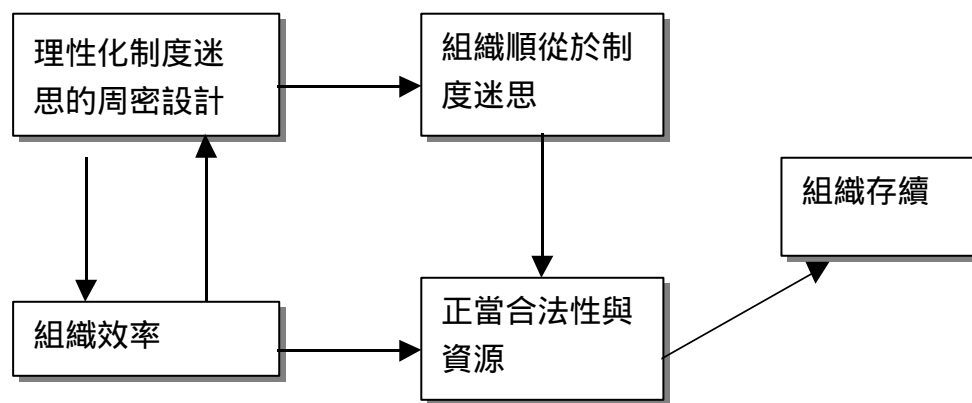 理性化制度迷
思的周密設計
組織順從於制
度迷思
組織存續
組織效率
正當合法性與
資源